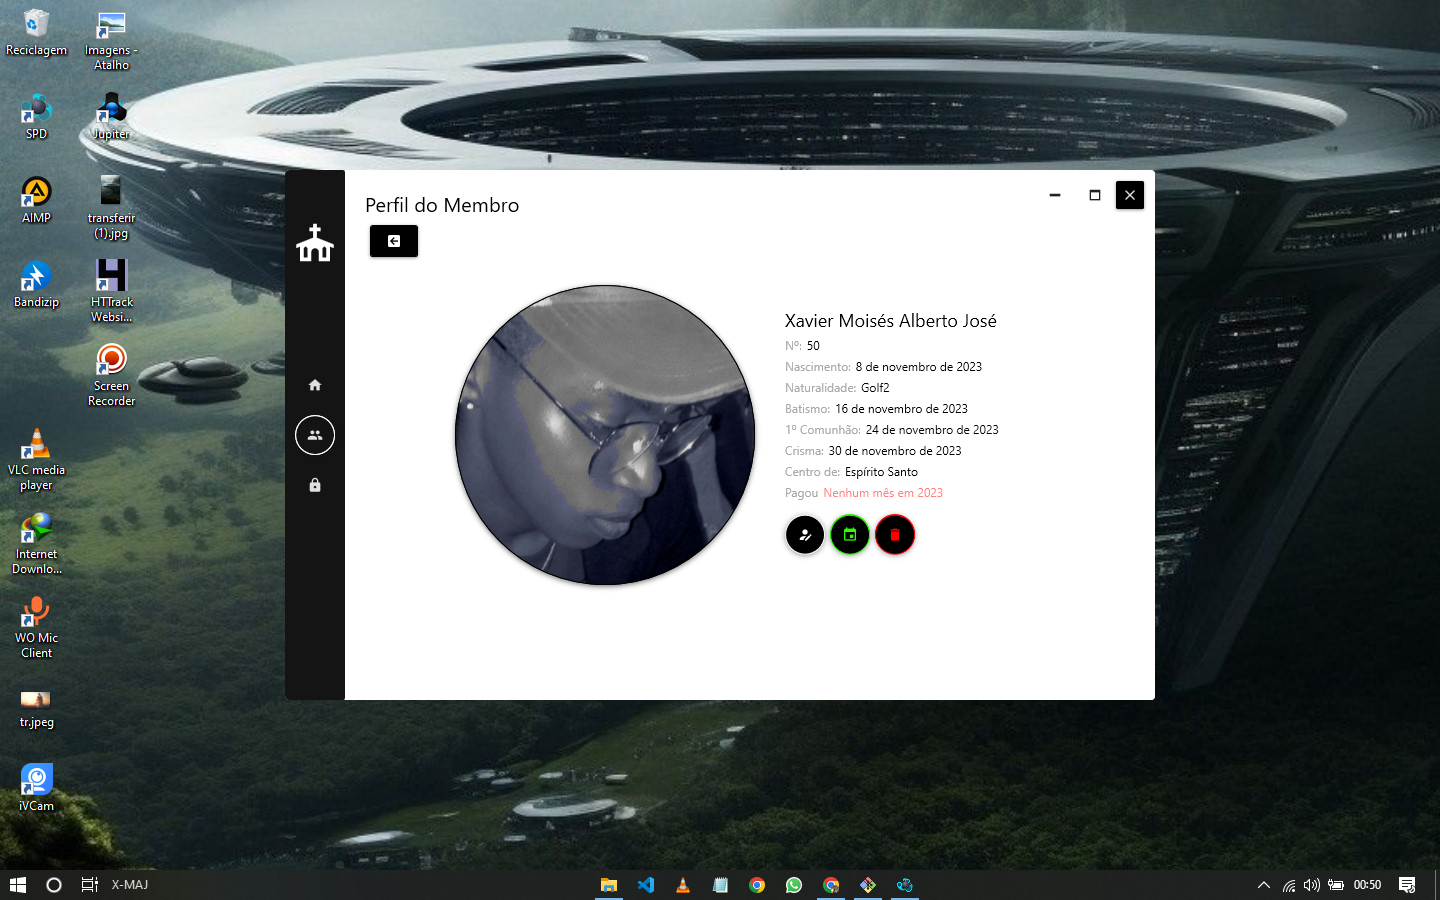 Reciclagem
Imagens -
Atalho
SPD
Jupiter
AIMP
transferir
(1).jpg
Bandizip
HTTrack
Websi...
Screen
Recorder
VLC media
player
Internet
Downlo...
WO Mic
Client
tr.jpeg
iVCam
Perfil do Membro
Xavier Moisés Alberto José
Nº: 50
Nascimento: 8 de novembro de 2023
Naturalidade: Golf2
Batismo: 16 de novembro de 2023
1º Comunhão: 24 de novembro de 2023
Crisma: 30 de novembro de 2023
Centro de: Espírito Santo
Pagou Nenhum mês em 2023
X-MAJ
00:50